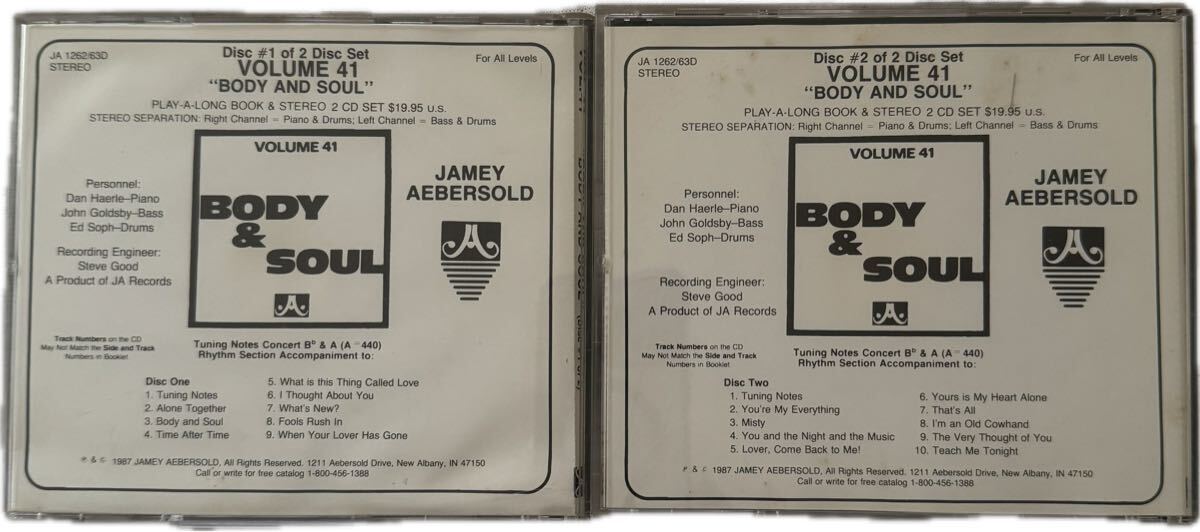 JA 1262/63D
STEREO
Disc #1 of 2 Disc Set
VOLUME 41
"BODY AND SOUL"
For All Levels
PLAY-A-LONG BOOK & STEREO 2 CD SET $19.95 U.S.
STEREO SEPARATION: Right Channel = Piano & Drums; Left Channel = Bass & Drums
Personnel:
Dan Haerle–Piano
John Goldsby–Bass
Ed Soph–Drums
Recording Engineer:
Steve Good
A Product of JA Records
VOLUME 41
BODY
&
SOUL
JAMEY
AEBERSOLD
Track Numbers on the CD
May Not Match the Side and Track
Numbers in Booklet
Tuning Notes Concert B♭ & A (A=440)
Rhythm Section Accompaniment to:
Disc One
1. Tuning Notes
2. Alone Together
3. Body and Soul
4. Time After Time
5. What is this Thing Called Love
6. I Thought About You
7. What's New?
8. Fools Rush In
9. When Your Lover Has Gone
℗ & © 1987 JAMEY AEBERSOLD, All Rights Reserved. 1211 Aebersold Drive, New Albany, IN 47150
Call or write for free catalog 1-800-456-1388
JA 1262/63D
STEREO
Disc #2 of 2 Disc Set
VOLUME 41
"BODY AND SOUL"
For All Levels
PLAY-A-LONG BOOK & STEREO 2 CD SET $19.95 U.S.
STEREO SEPARATION: Right Channel = Piano & Drums; Left Channel = Bass & Drums
Personnel:
Dan Haerle–Piano
John Goldsby–Bass
Ed Soph–Drums
Recording Engineer:
Steve Good
A Product of JA Records
VOLUME 41
BODY
&
SOUL
JAMEY
AEBERSOLD
Track Numbers on the CD
May Not Match the Side and Track
Numbers in Booklet
Tuning Notes Concert B♭ & A (A=440)
Rhythm Section Accompaniment to:
Disc Two
1. Tuning Notes
2. You're My Everything
3. Misty
4. You and the Night and the Music
5. Lover, Come Back to Me!
6. Yours is My Heart Alone
7. That's All
8. I'm an Old Cowhand
9. The Very Thought of You
10. Teach Me Tonight
℗ & © 1987 JAMEY AEBERSOLD, All Rights Reserved. 1211 Aebersold Drive, New Albany, IN 47150
Call or write for free catalog 1-800-456-1388